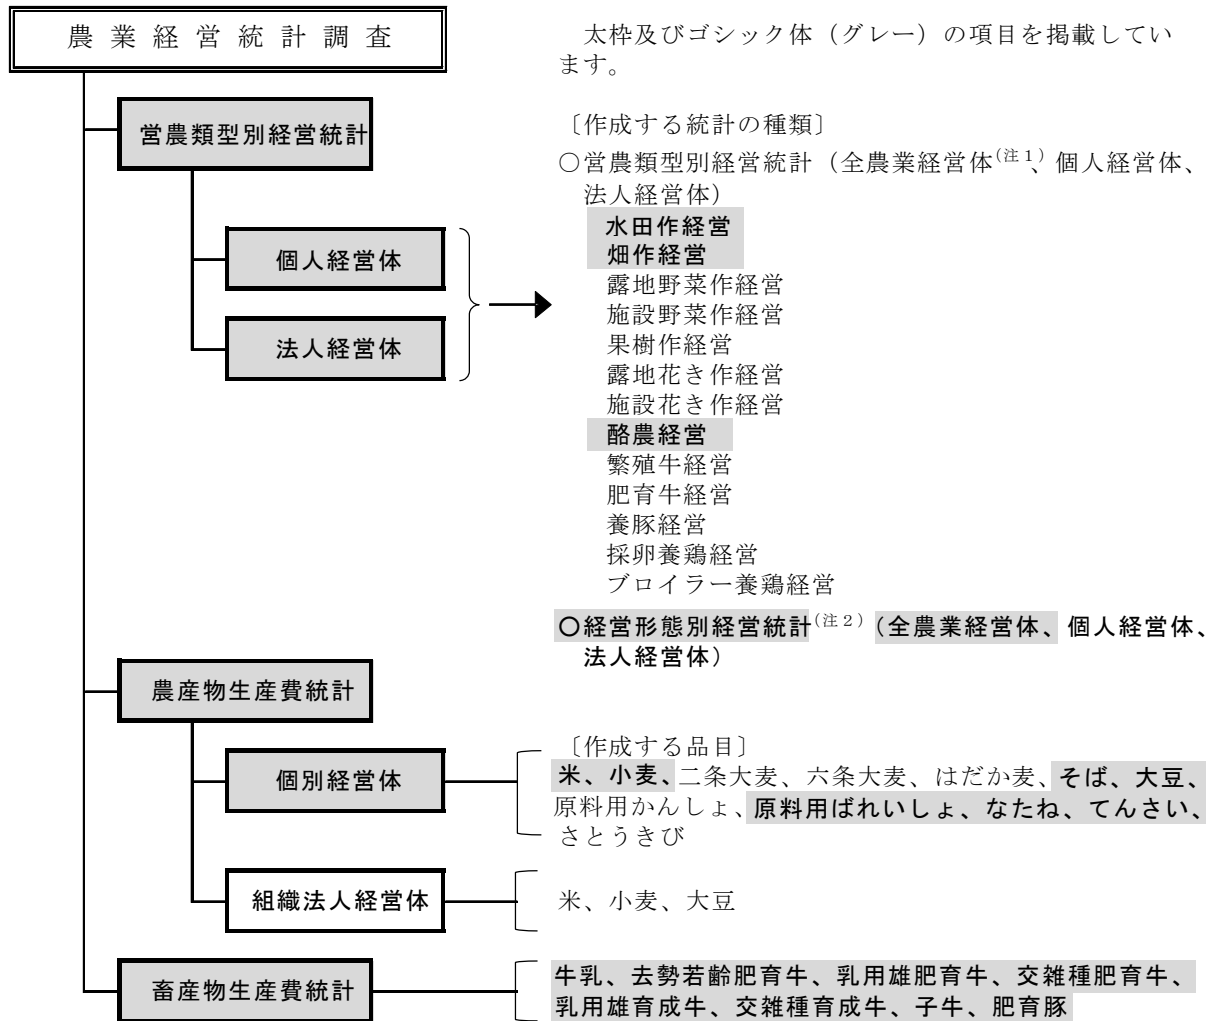 農業経営統計調査
太枠及びゴシック体（グレー）の項目を掲載してい
ます。
営農類型別経営統計
個人経営体
法人経営体
〔作成する統計の種類〕
○営農類型別経営統計（全農業経営体(注１)、個人経営体、
法人経営体）
水田作経営
畑作経営
露地野菜作経営
施設野菜作経営
果樹作経営
露地花き作経営
施設花き作経営
酪農経営
繁殖牛経営
肥育牛経営
養豚経営
採卵養鶏経営
ブロイラー養鶏経営
○経営形態別経営統計(注２)（全農業経営体、個人経営体、
法人経営体）
農産物生産費統計
個別経営体
〔作成する品目〕
米、小麦、二条大麦、六条大麦、はだか麦、そば、大豆、
原料用かんしょ、原料用ばれいしょ、なたね、てんさい、
さとうきび
組織法人経営体
米、小麦、大豆
畜産物生産費統計
牛乳、去勢若齢肥育牛、乳用雄肥育牛、交雑種肥育牛、
乳用雄育成牛、交雑種育成牛、子牛、肥育豚